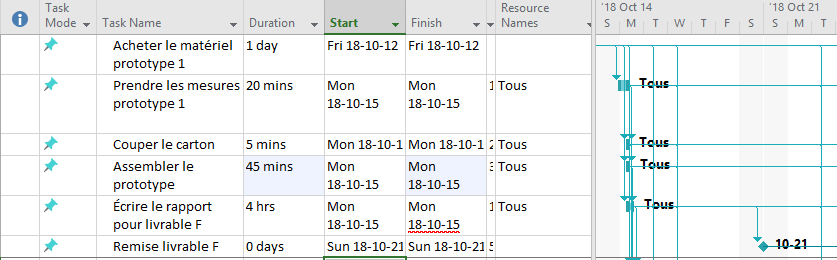 Task Mode Task Name Duration Start Finish Resource Names '18 Oct 14 '18 Oct 21
S M T W T F S S M T
Acheter le matériel prototype 1 1 day Fri 18-10-12 Fri 18-10-12
Prendre les mesures prototype 1 20 mins Mon 18-10-15 Mon 18-10-15 1 Tous Tous
Couper le carton 5 mins Mon 18-10-1 Mon 18-10-1 2 Tous Tous
Assembler le prototype 45 mins Mon 18-10-15 Mon 18-10-15 3 Tous Tous
Écrire le rapport pour livrable F 4 hrs Mon 18-10-15 Mon 18-10-15 1 Tous Tous
Remise livrable F 0 days Sun 18-10-21 Sun 18-10-21 5 10-21